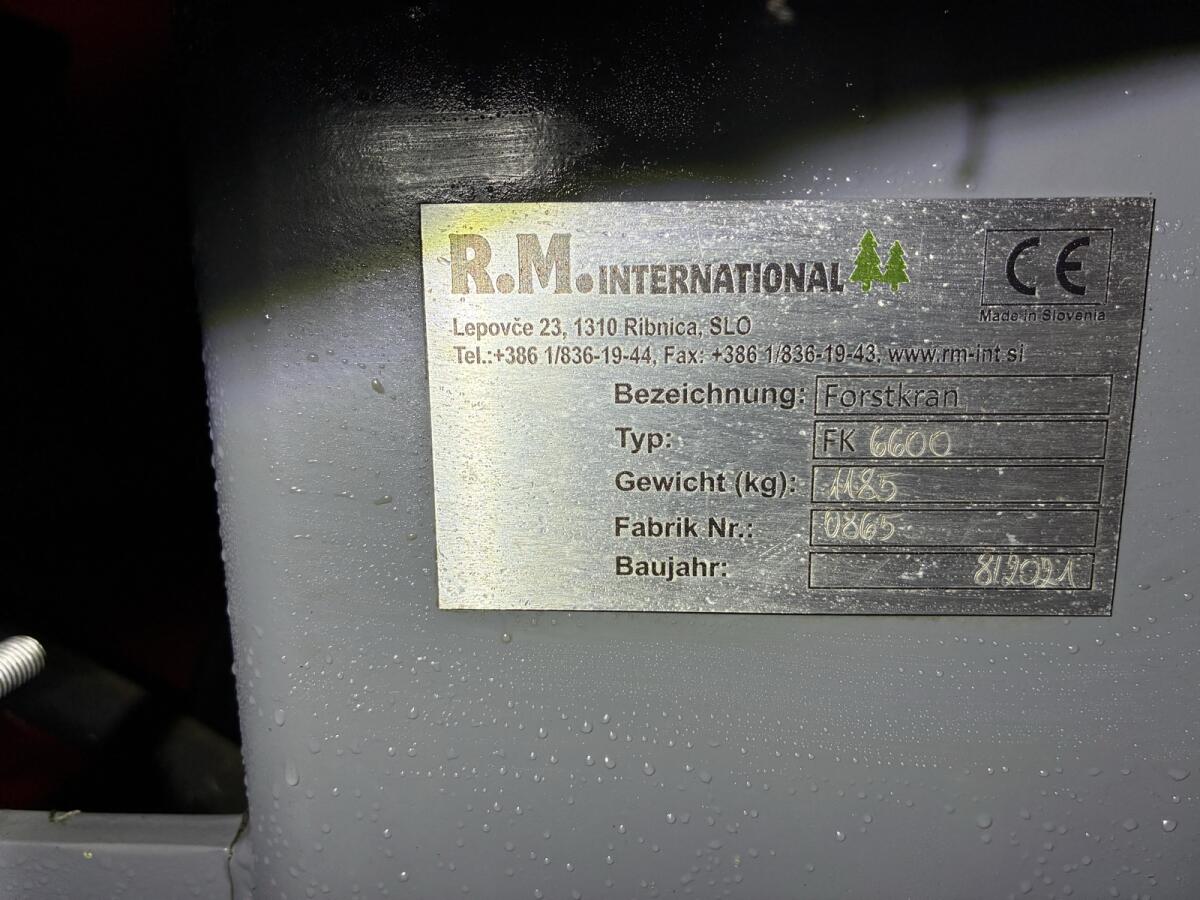 R.M. INTERNATIONAL
CE
Made in Slovenia
Lepovče 23, 1310 Ribnica, SLO
Tel.:+386 1/836-19-44, Fax: +386 1/836-19-43, www.rm-int.si
Bezeichnung: Forstkran
Typ: FK 6600
Gewicht (kg): 1185
Fabrik Nr.: 0865
Baujahr: 8/2021